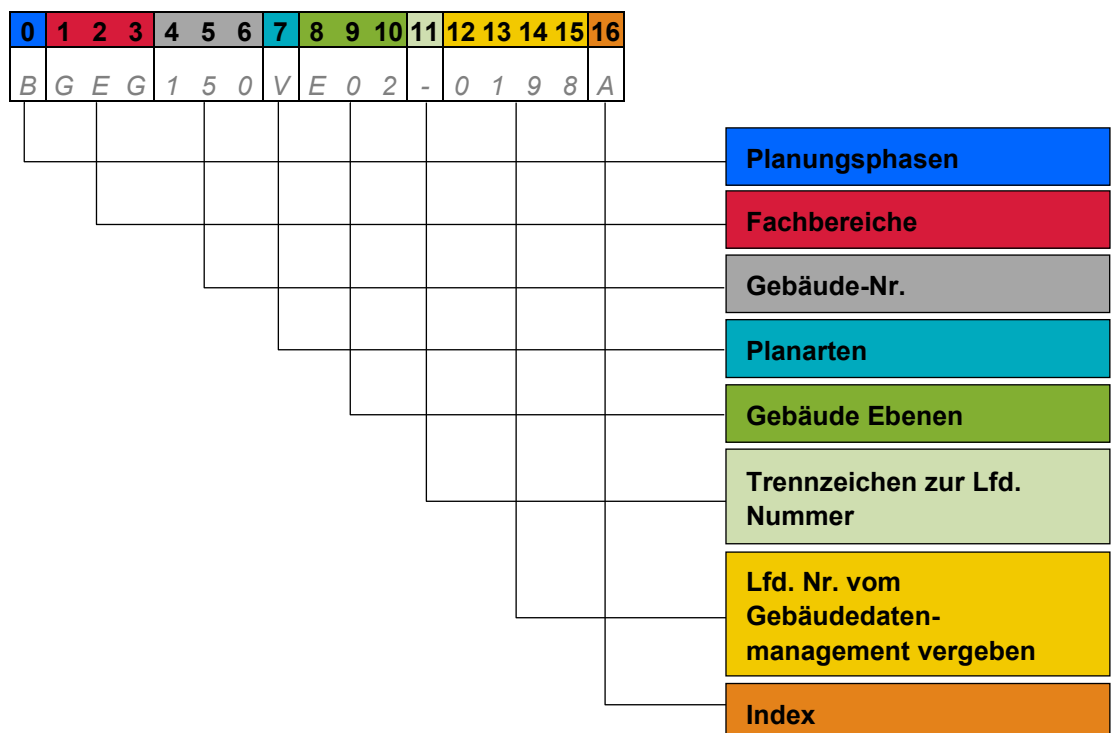 0 1 2 3 4 5 6 7 8 9 10 11 12 13 14 15 16
B G E G 1 5 0 V E 0 2 - 0 1 9 8 A
Planungsphasen
Fachbereiche
Gebäude-Nr.
Planarten
Gebäude Ebenen
Trennzeichen zur Lfd.
Nummer
Lfd. Nr. vom
Gebäudedaten-
management vergeben
Index